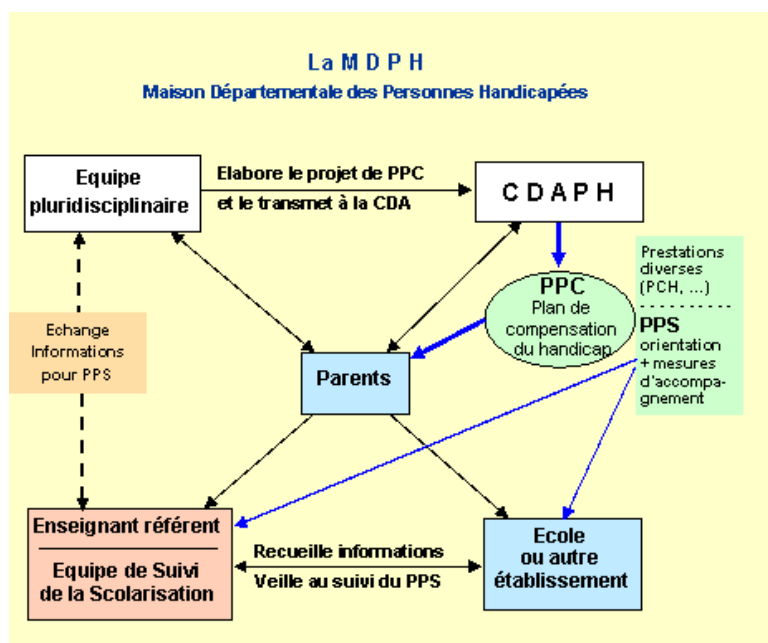 La M D P H
Maison Départementale des Personnes Handicapées
Equipe
pluridisciplinaire
Elabore le projet de PPC
et le transmet à la CDA
C D A P H
Prestations
diverses
(PCH, ...)
- - - - - - - - - -
PPS
orientation
+ mesures
d'accompa-
gnement
PPC
Plan de
compensation
du handicap
Echange
Informations
pour PPS
Parents
Enseignant référent
Equipe de Suivi
de la Scolarisation
Recueille informations
Veille au suivi du PPS
Ecole
ou autre
établissement